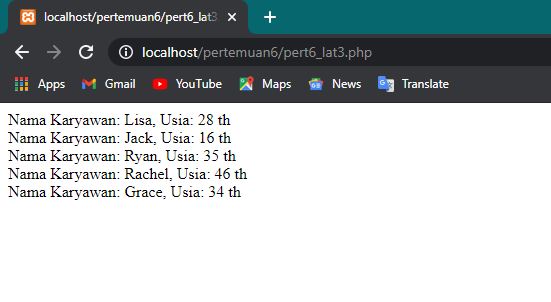 localhost/pertemuan6/pert6_lat3
localhost/pertemuan6/pert6_lat3.php
Apps Gmail YouTube Maps News Translate
Nama Karyawan: Lisa, Usia: 28 th
Nama Karyawan: Jack, Usia: 16 th
Nama Karyawan: Ryan, Usia: 35 th
Nama Karyawan: Rachel, Usia: 46 th
Nama Karyawan: Grace, Usia: 34 th